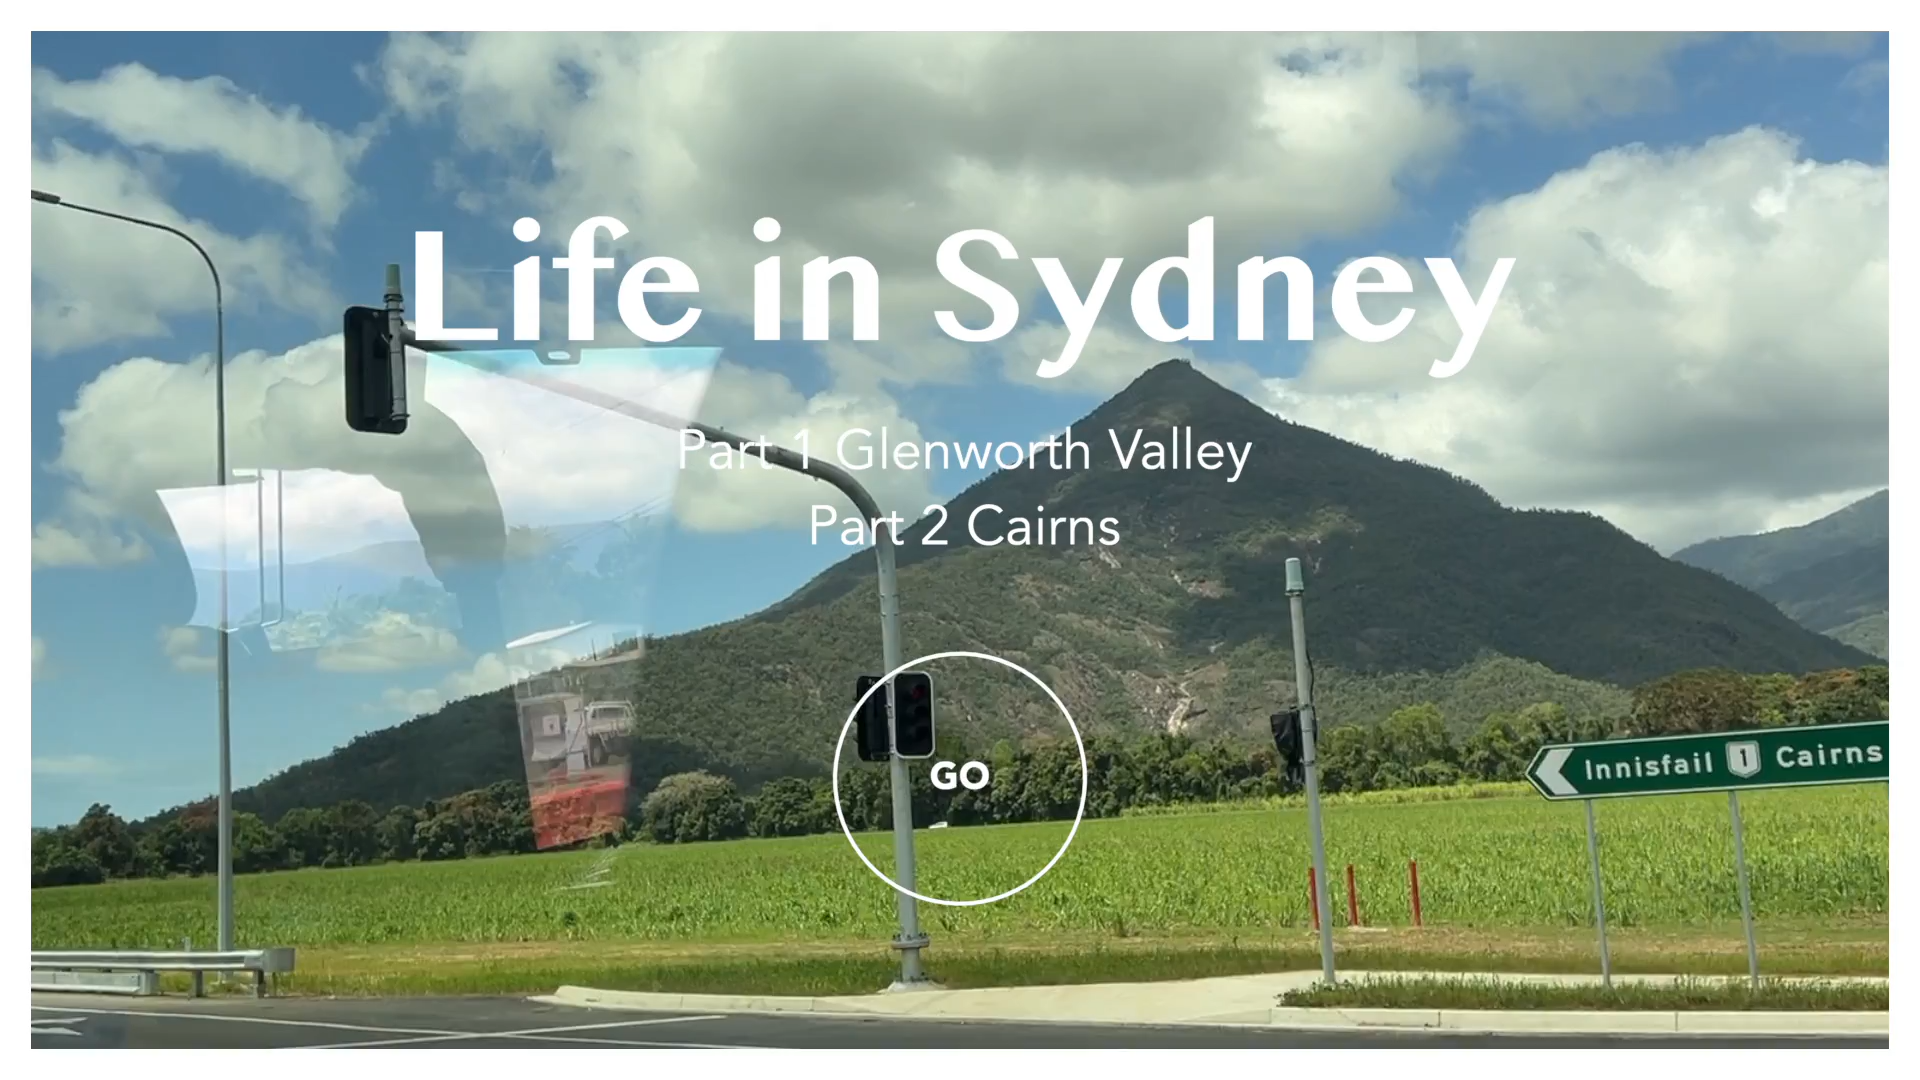 Life in Sydney
Part 1 Glenworth Valley
Part 2 Cairns
GO
Innisfail 1 Cairns